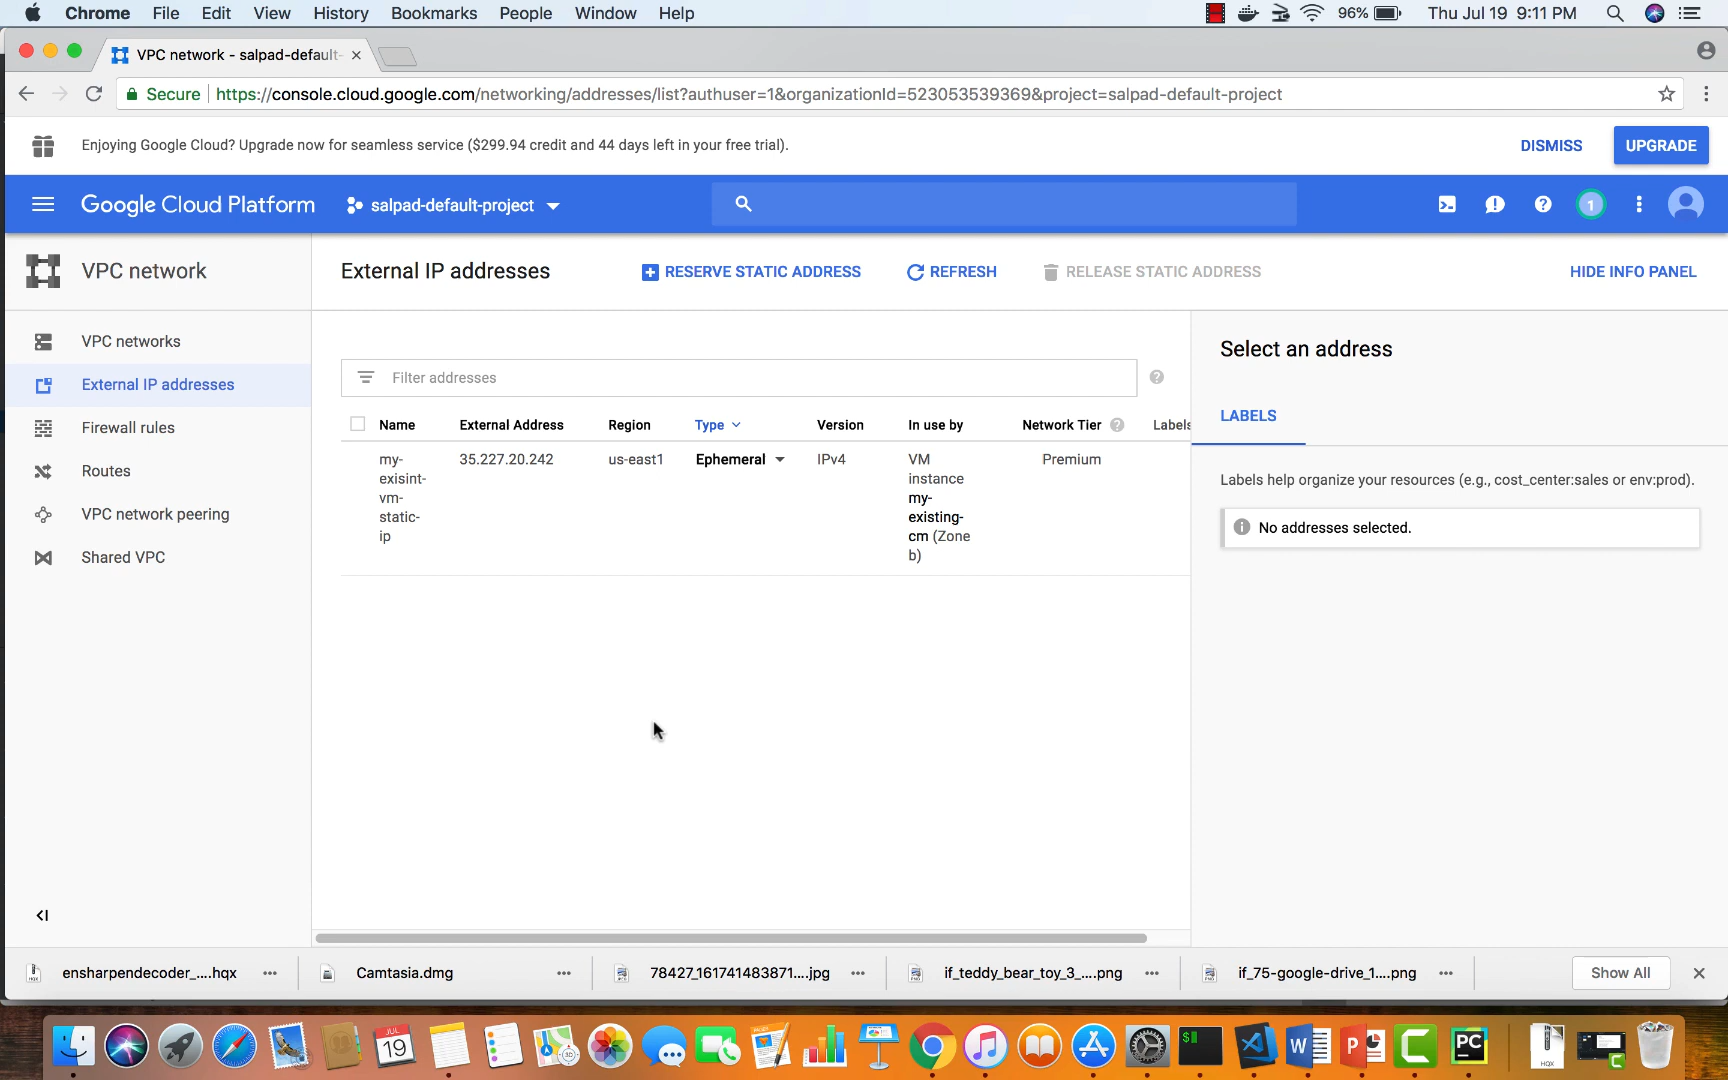 Chrome File Edit View History Bookmarks People Window Help 96% Thu Jul 19 9:11 PM
VPC network - salpad-default-
Secure https://console.cloud.google.com/networking/addresses/list?authuser=1&organizationId=523053539369&project=salpad-default-project
Enjoying Google Cloud? Upgrade now for seamless service ($299.94 credit and 44 days left in your free trial). DISMISS UPGRADE
Google Cloud Platform salpad-default-project 1
VPC network
External IP addresses RESERVE STATIC ADDRESS REFRESH RELEASE STATIC ADDRESS HIDE INFO PANEL
VPC networks
External IP addresses
Firewall rules
Routes
VPC network peering
Shared VPC
Filter addresses
Name External Address Region Type Version In use by Network Tier Labels
my- 35.227.20.242 us-east1 Ephemeral IPv4 VM Premium
exisint- instance
vm- my-
static- existing-
ip cm (Zone
b)
Select an address
LABELS
Labels help organize your resources (e.g., cost_center:sales or env:prod).
No addresses selected.
ensharpendecoder_....hqx Camtasia.dmg 78427_161741483871....jpg if_teddy_bear_toy_3_....png if_75-google-drive_1....png Show All
JUL
19
3D
$
W
P
C
PC
HQX